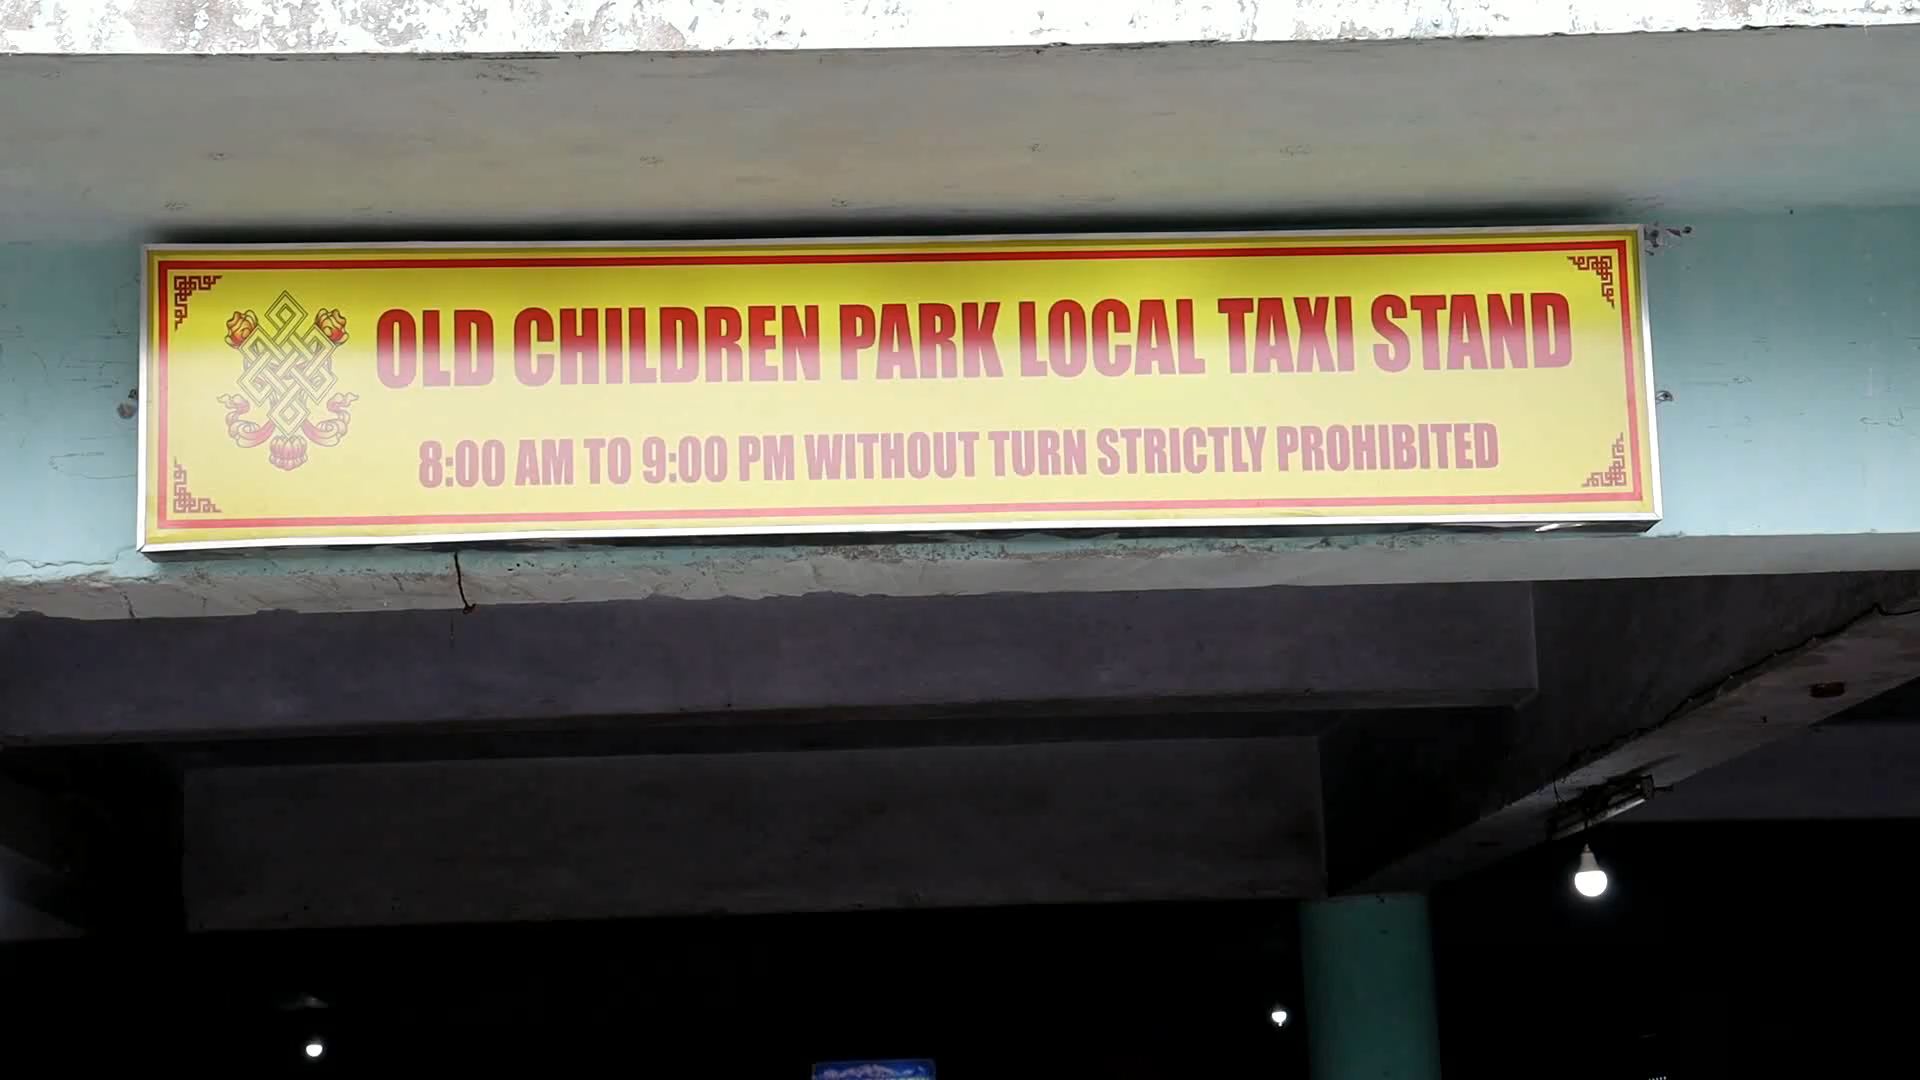 OLD CHILDREN PARK LOCAL TAXI STAND
8:00 AM TO 9:00 PM WITHOUT TURN STRICTLY PROHIBITED